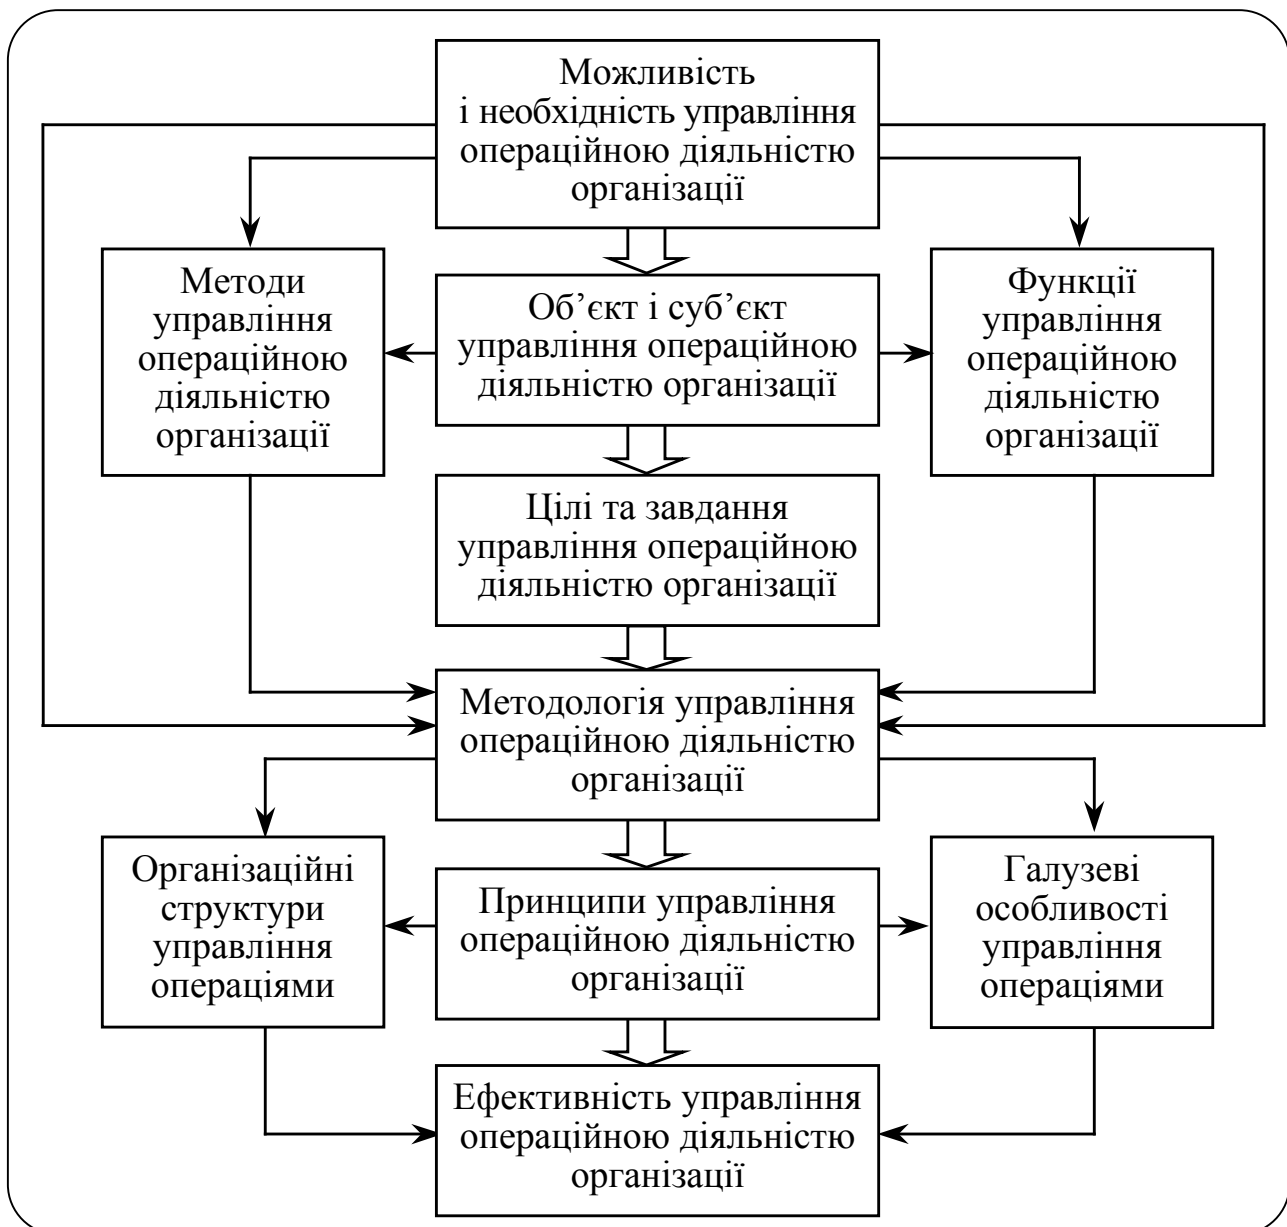 Можливість
і необхідність управління
операційною діяльністю
організації
Методи
управління
операційною
діяльністю
організації
Об’єкт і суб’єкт
управління операційною
діяльністю організації
Функції
управління
операційною
діяльністю
організації
Цілі та завдання
управління операційною
діяльністю організації
Методологія управління
операційною діяльністю
організації
Організаційні
структури
управління
операціями
Принципи управління
операційною діяльністю
організації
Галузеві
особливості
управління
операціями
Ефективність управління
операційною діяльністю
організації